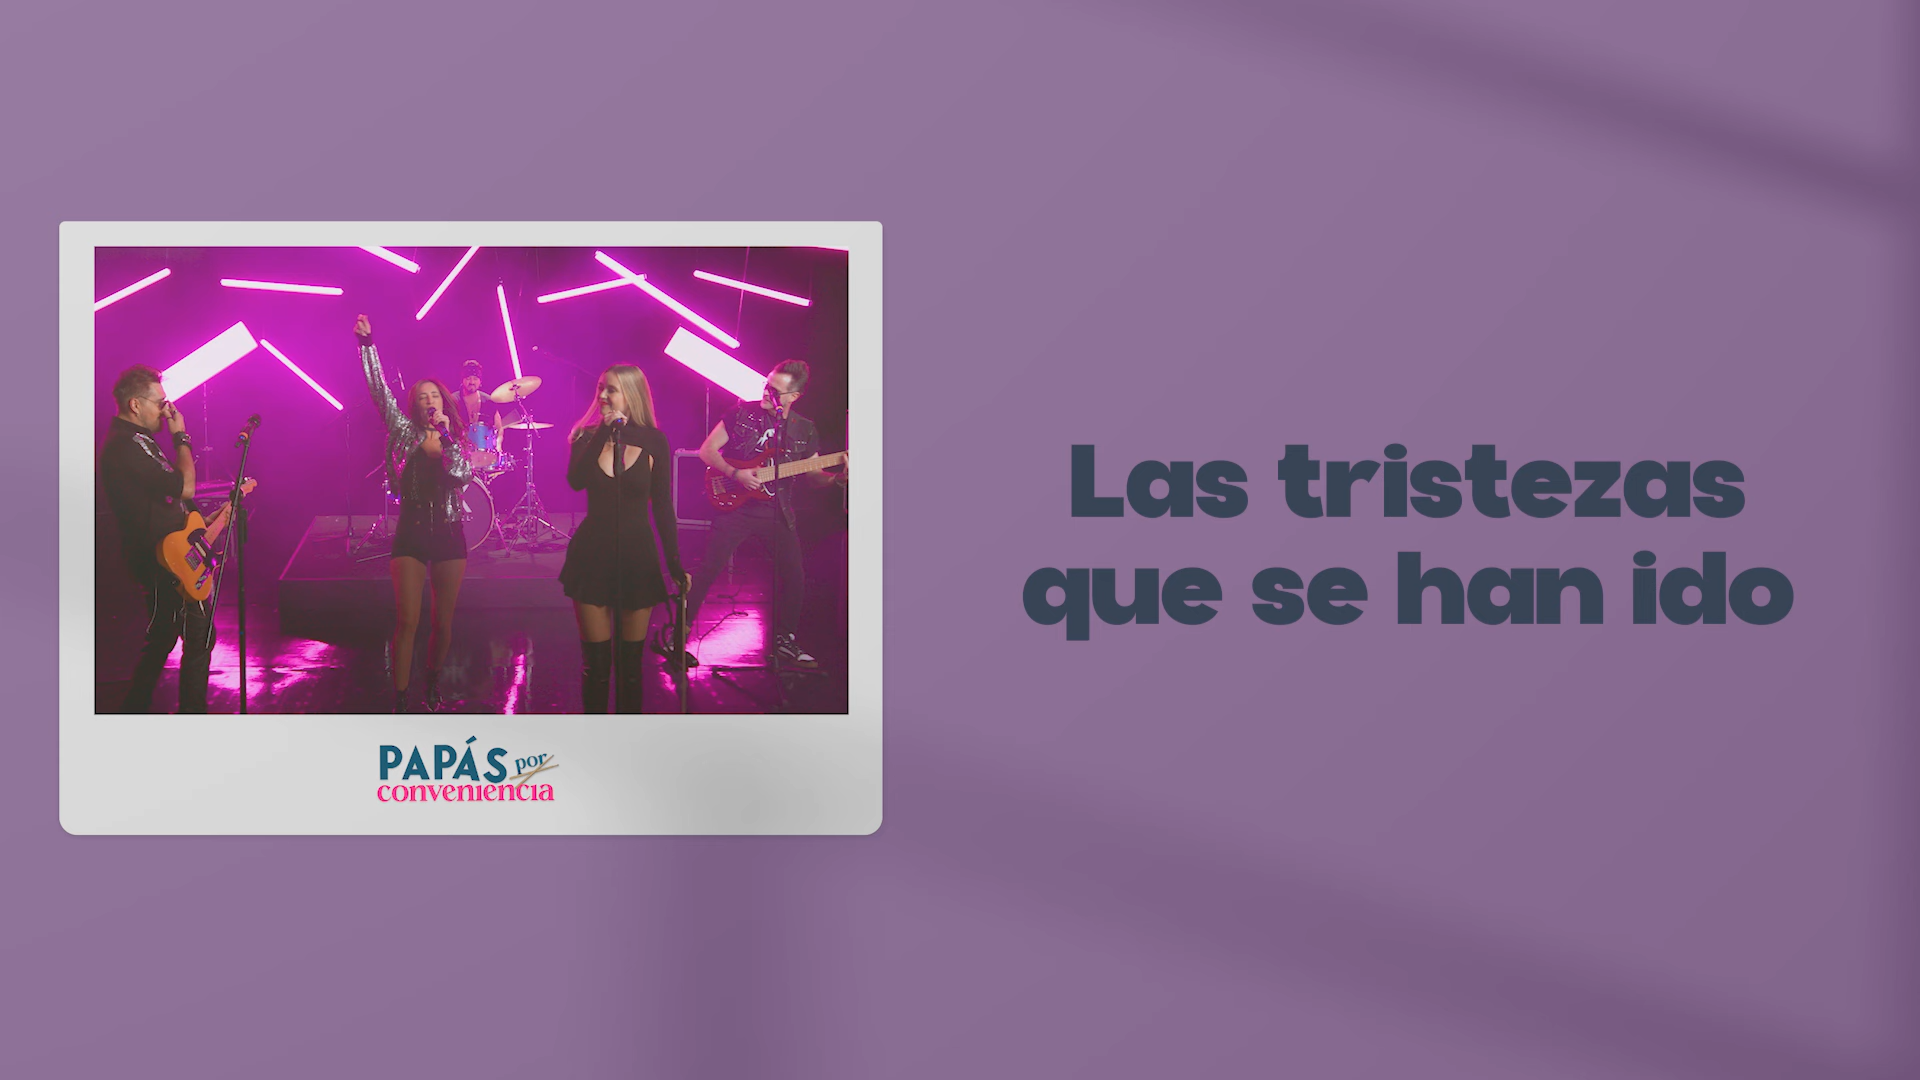 PAPÁS por
conveniencia
Las tristezas
que se han ido